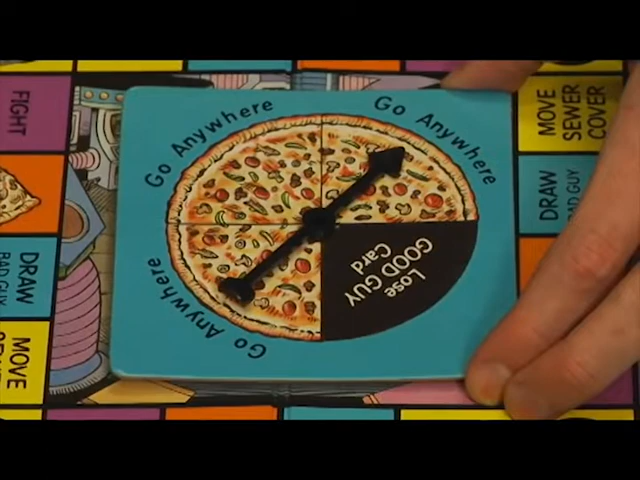 Go Anywhere
Go Anywhere
Go Anywhere
Lose
GOOD GUY
Card
FIGHT
DRAW
BAD GUY
MOVE
MOVE
SEWER
COVER
DRAW
BAD GUY